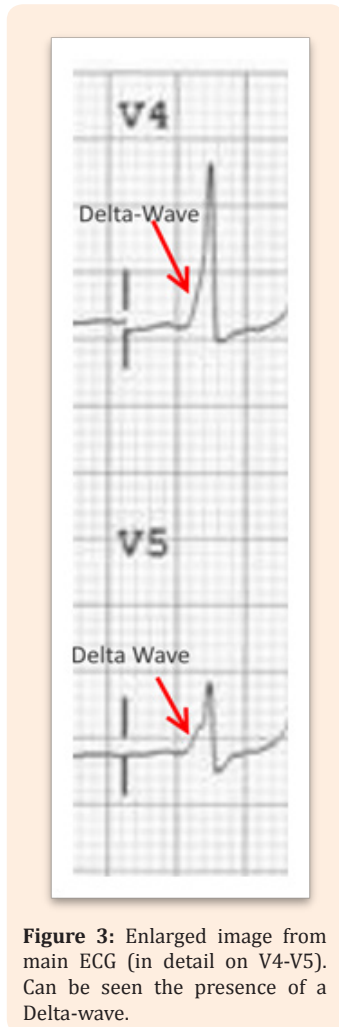 V4
Delta-Wave
V5
Delta Wave
Figure 3: Enlarged image from
main ECG (in detail on V4-V5).
Can be seen the presence of a
Delta-wave.